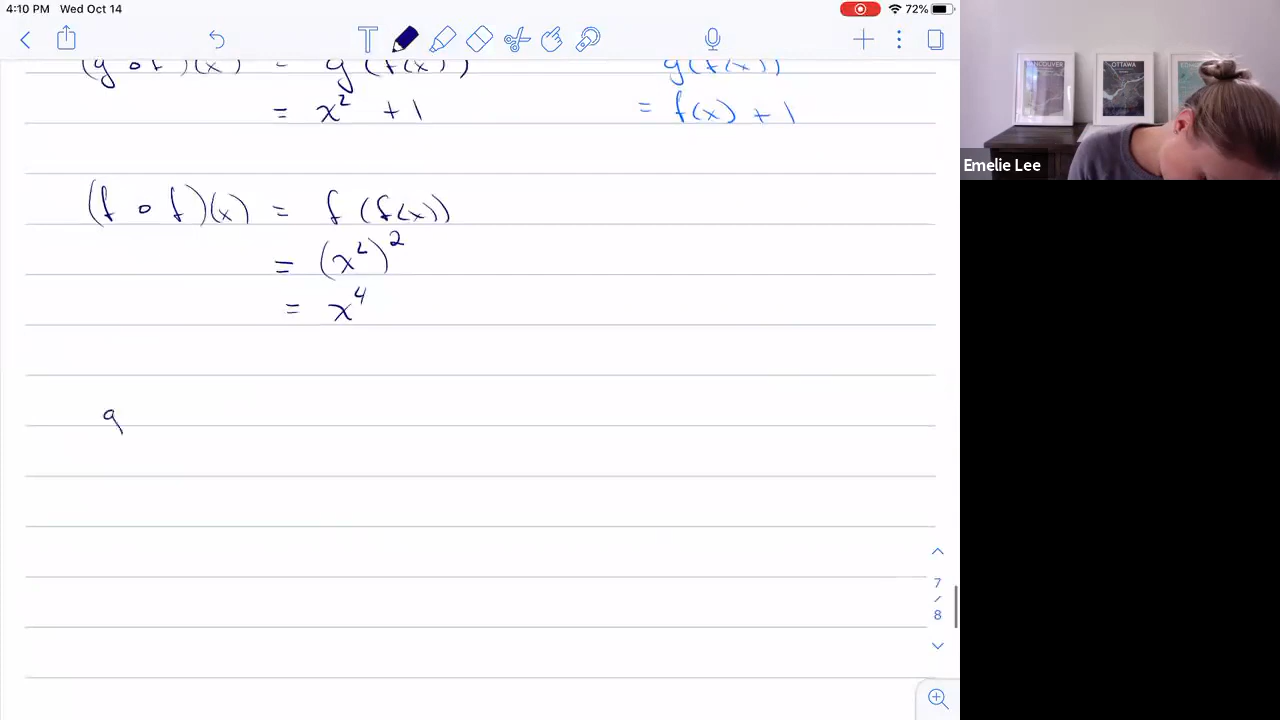 4:10 PM Wed Oct 14 72%
(g ∘ f)(x) = g(f(x)) g(f(x))
= x² + 1 = f(x) + 1
(f ∘ f)(x) = f(f(x))
= (x²)²
= x⁴
g
7
/
8
VANCOUVER OTTAWA
Emelie Lee